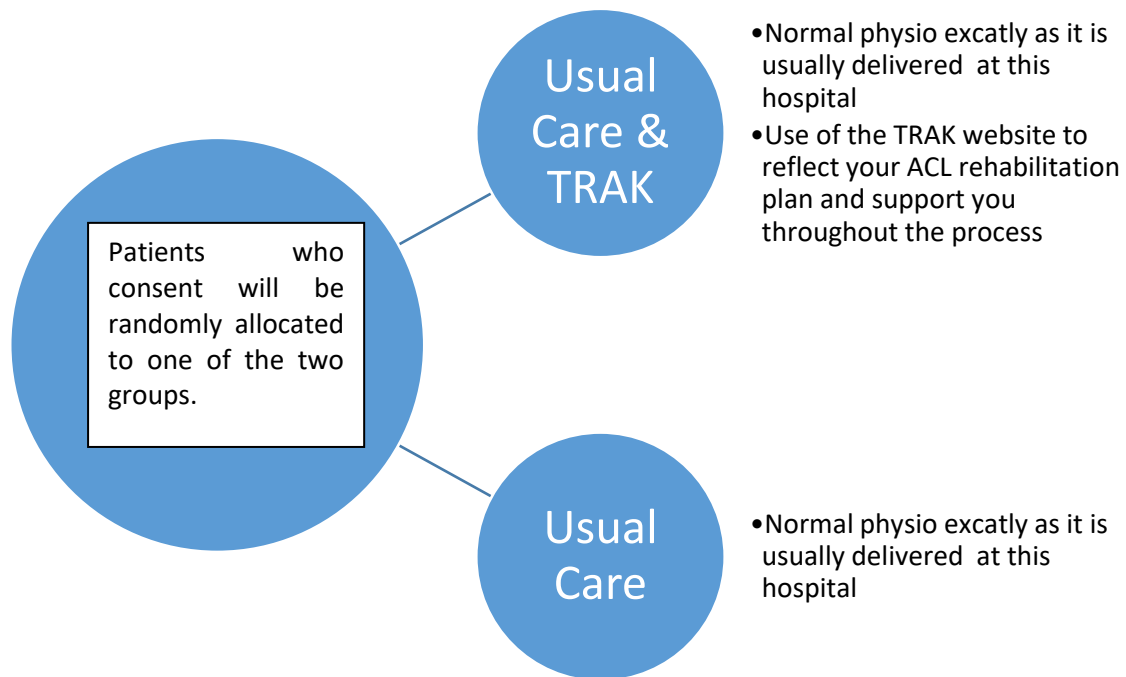 Patients who
consent will be
randomly allocated
to one of the two
groups.
Usual
Care &
TRAK
•Normal physio excatly as it is
usually delivered  at this
hospital
•Use of the TRAK website to
reflect your ACL rehabilitation
plan and support you
throughout the process
Usual
Care
•Normal physio excatly as it is
usually delivered  at this
hospital